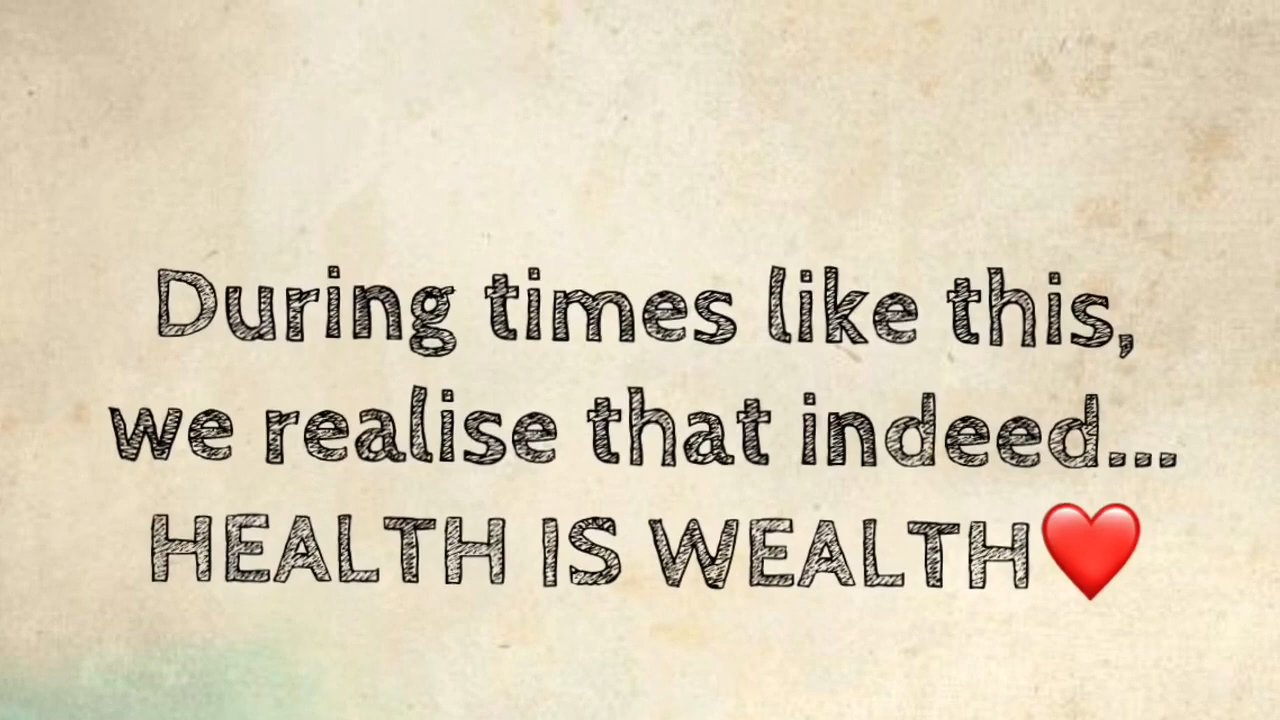 During times like this,
we realise that indeed...
HEALTH IS WEALTH❤️